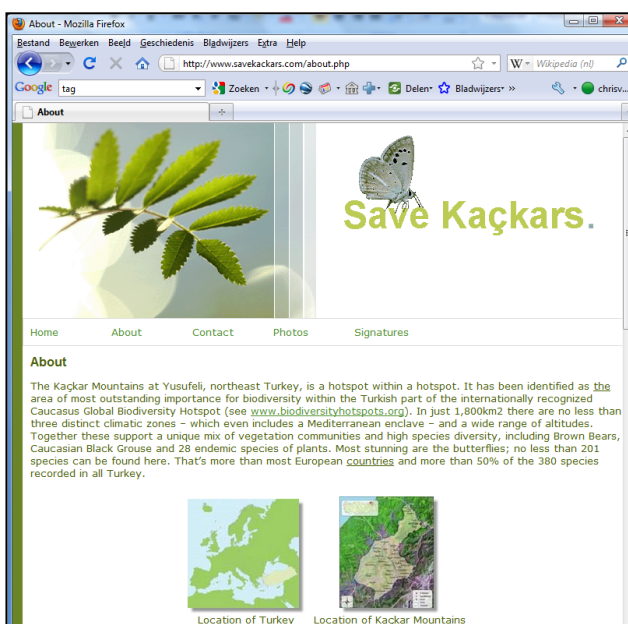 About - Mozilla Firefox
Bestand Bewerken Beeld Geschiedenis Bladwijzers Extra Help
http://www.savekackars.com/about.php
W Wikipedia (nl)
Google tag Zoeken Delen Bladwijzers » chrisv...
About
Save Kaçkars.
Home About Contact Photos Signatures
About
The Kaçkar Mountains at Yusufeli, northeast Turkey, is a hotspot within a hotspot. It has been identified as the
area of most outstanding importance for biodiversity within the Turkish part of the internationally recognized
Caucasus Global Biodiversity Hotspot (see www.biodiversityhotspots.org). In just 1,800km2 there are no less than
three distinct climatic zones – which even includes a Mediterranean enclave – and a wide range of altitudes.
Together these support a unique mix of vegetation communities and high species diversity, including Brown Bears,
Caucasian Black Grouse and 28 endemic species of plants. Most stunning are the butterflies; no less than 201
species can be found here. That's more than most European countries and more than 50% of the 380 species
recorded in all Turkey.
Location of Turkey Location of Kackar Mountains